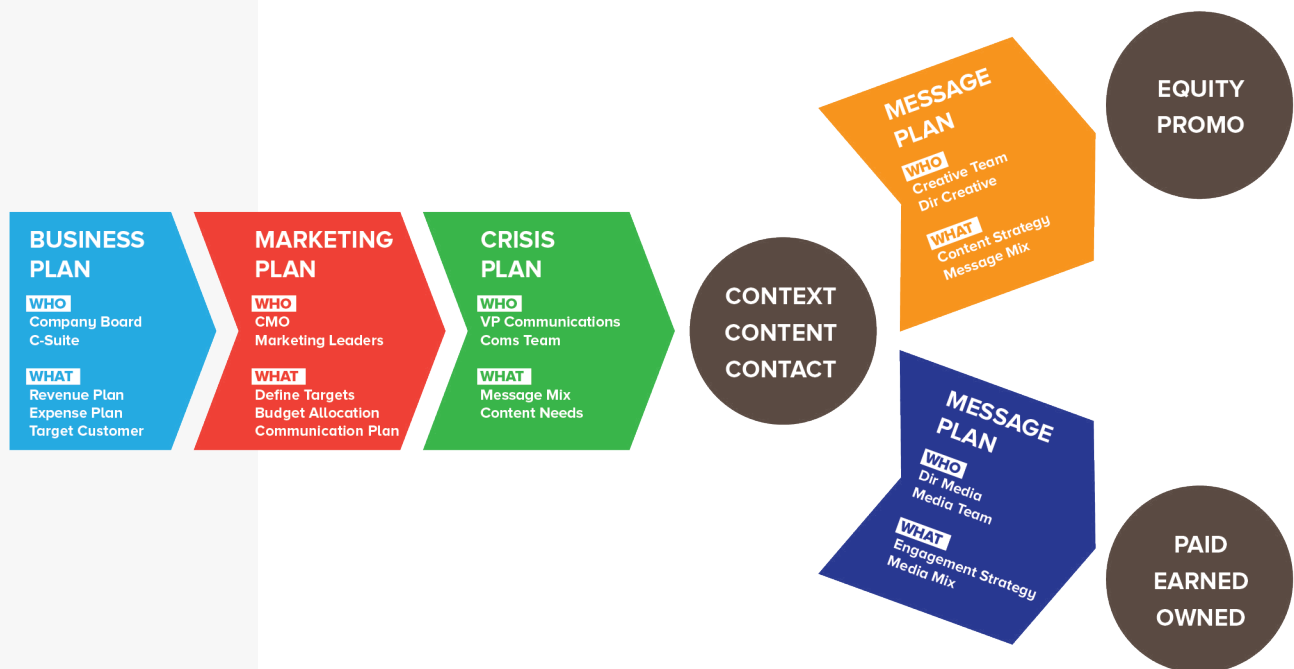 BUSINESS
PLAN
WHO
Company Board
C-Suite
WHAT
Revenue Plan
Expense Plan
Target Customer
MARKETING
PLAN
WHO
CMO
Marketing Leaders
WHAT
Define Targets
Budget Allocation
Communication Plan
CRISIS
PLAN
WHO
VP Communications
Coms Team
WHAT
Message Mix
Content Needs
CONTEXT
CONTENT
CONTACT
MESSAGE
PLAN
WHO
Creative Team
Dir Creative
WHAT
Content Strategy
Message Mix
EQUITY
PROMO
MESSAGE
PLAN
WHO
Dir Media
Media Team
WHAT
Engagement Strategy
Media Mix
PAID
EARNED
OWNED